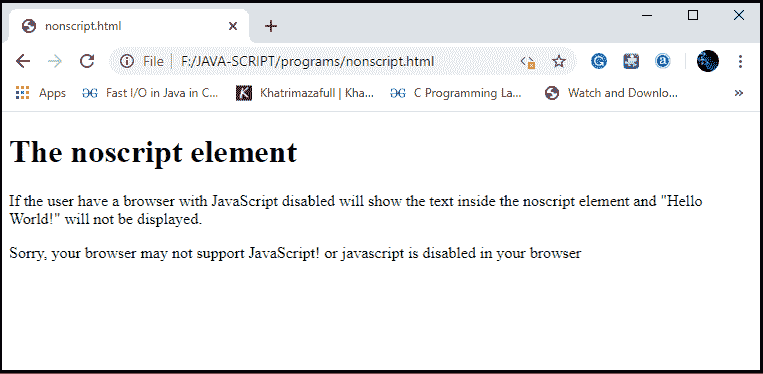 nonscript.html
File F:/JAVA-SCRIPT/programs/nonscript.html
Apps Fast I/O in Java in C... Khatrimazafull | Kha... C Programming La... Watch and Downlo... »
The noscript element
If the user have a browser with JavaScript disabled will show the text inside the noscript element and "Hello
World!" will not be displayed.
Sorry, your browser may not support JavaScript! or javascript is disabled in your browser